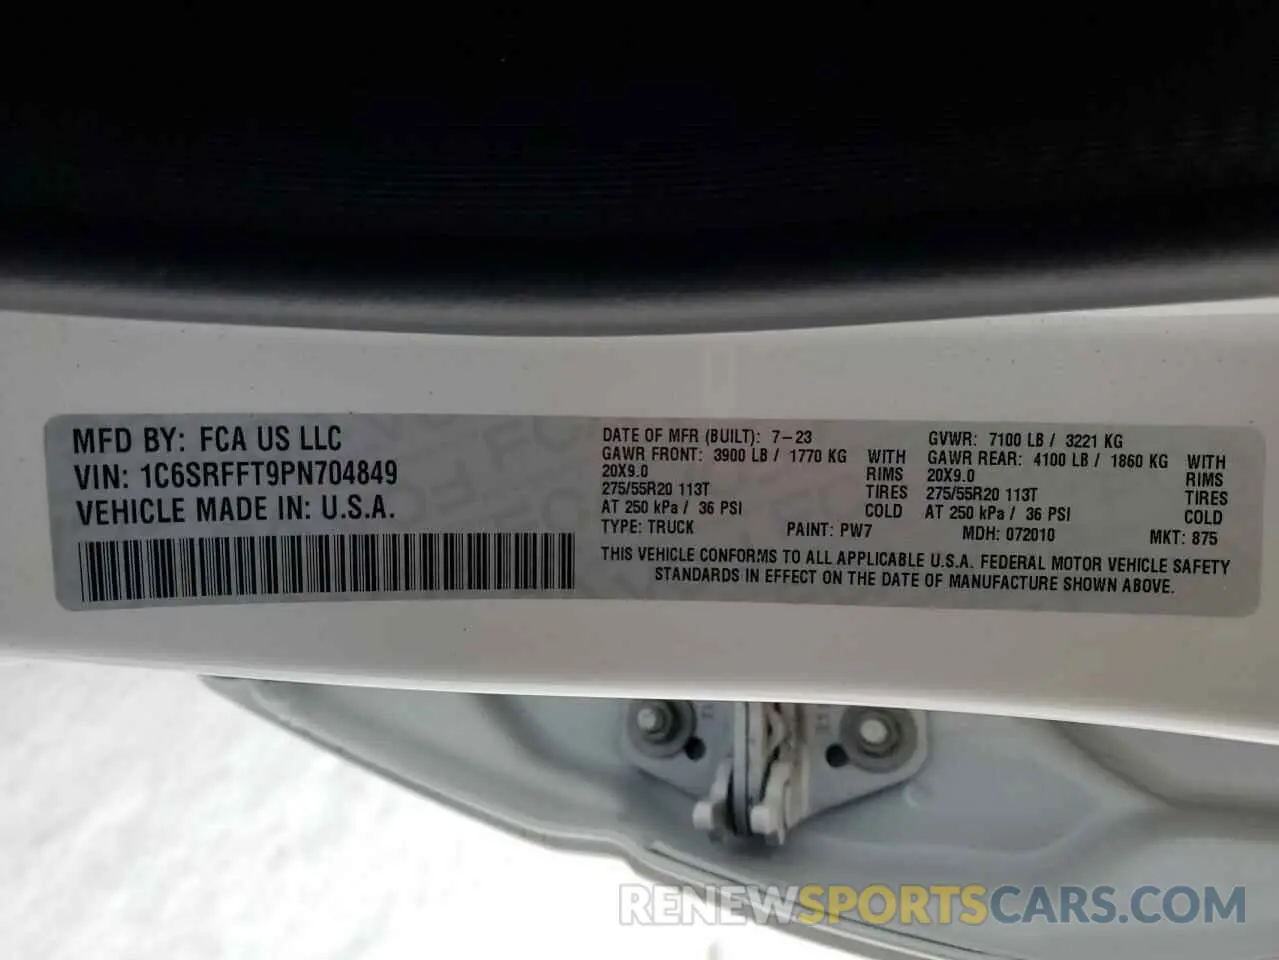 MFD BY: FCA US LLC
VIN: 1C6SRFFT9PN704849
VEHICLE MADE IN: U.S.A.
DATE OF MFR (BUILT): 7-23
GAWR FRONT: 3900 LB / 1770 KG WITH
20X9.0 RIMS
275/55R20 113T TIRES
AT 250 kPa / 36 PSI COLD
TYPE: TRUCK PAINT: PW7
GVWR: 7100 LB / 3221 KG
GAWR REAR: 4100 LB / 1860 KG WITH
20X9.0 RIMS
275/55R20 113T TIRES
AT 250 kPa / 36 PSI COLD
MDH: 072010 MKT: 875
THIS VEHICLE CONFORMS TO ALL APPLICABLE U.S.A. FEDERAL MOTOR VEHICLE SAFETY
STANDARDS IN EFFECT ON THE DATE OF MANUFACTURE SHOWN ABOVE.
RENEWSPORTSCARS.COM